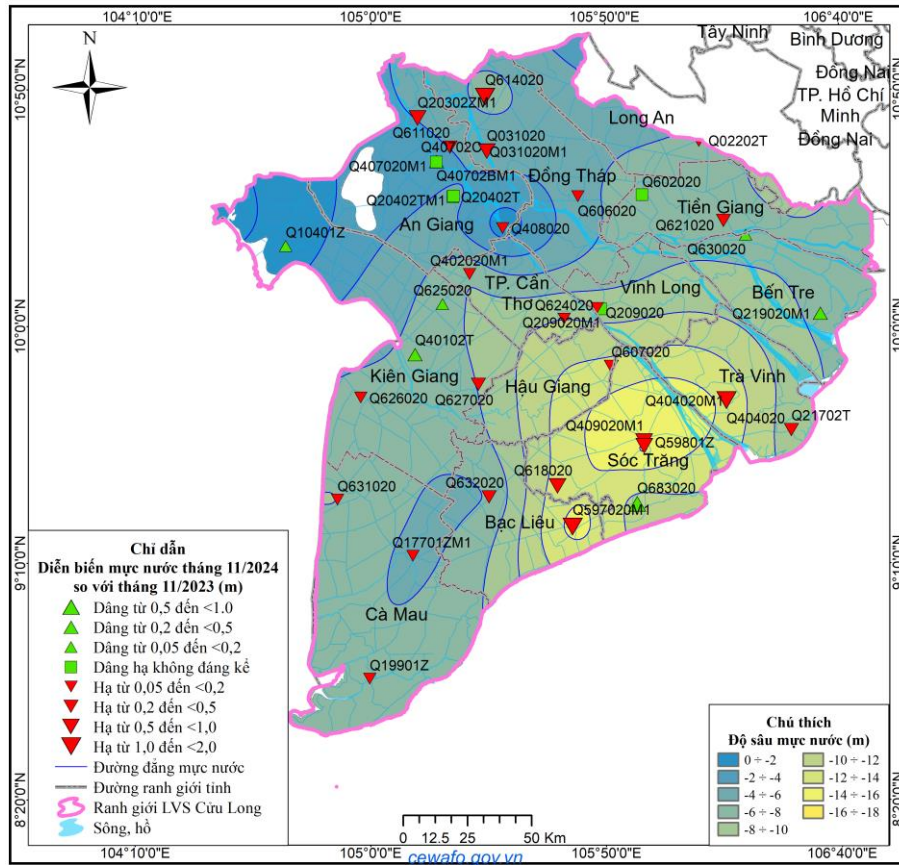 104°10'0"E
105°0'0"E
105°50'0"E
106°40'0"E
Tây Ninh
Bình Dương
N
Đồng Nai
10°50'0"N
Q614020
10°50'0"N
TP. Hồ Chí
Minh
Q20302ZM1
Long An
Đồng Nai
Q611020
Q031020
Q02202T
Q407020
Q031020M1
Q407020M1
Q40702BM1
Đồng Tháp
Q20402TM1
Q20402T
Q602020
Q606020
Tiền Giang
An Giang
Q621020
Q10401Z
Q408020
Q630020
Q402020M1
TP. Cần
Thơ
Vĩnh Long
Bến Tre
Q625020
Q624020
Q209020
Q219020M1
10°0'0"N
Q209020M1
10°0'0"N
Q40102T
Q607020
Kiên Giang
Hậu Giang
Trà Vinh
Q626020
Q627020
Q404020M1
Q404020
Q21702T
Q409020M1
Q59801Z
Sóc Trăng
Q618020
Q631020
Q632020
Q683020
Q597020M1
Bạc Liêu
Q17701ZM1
9°10'0"N
9°10'0"N
Cà Mau
Q19901Z
Chỉ dẫn
Diễn biến mực nước tháng 11/2024
so với tháng 11/2023 (m)
Dâng từ 0,5 đến <1.0
Dâng từ 0,2 đến <0,5
Dâng từ 0,05 đến <0,2
Dâng hạ không đáng kể
Hạ từ 0,05 đến <0,2
Hạ từ 0,2 đến <0,5
Hạ từ 0,5 đến <1,0
Hạ từ 1,0 đến <2,0
Đường đẳng mực nước
Đường ranh giới tỉnh
Ranh giới LVS Cửu Long
Sông, hồ
Chú thích
Độ sâu mực nước (m)
0 ÷ -2
-2 ÷ -4
-4 ÷ -6
-6 ÷ -8
-8 ÷ -10
-10 ÷ -12
-12 ÷ -14
-14 ÷ -16
-16 ÷ -18
8°20'0"N
8°20'0"N
0 12.5 25 50 Km
cewafo.gov.vn
104°10'0"E
105°0'0"E
105°50'0"E
106°40'0"E